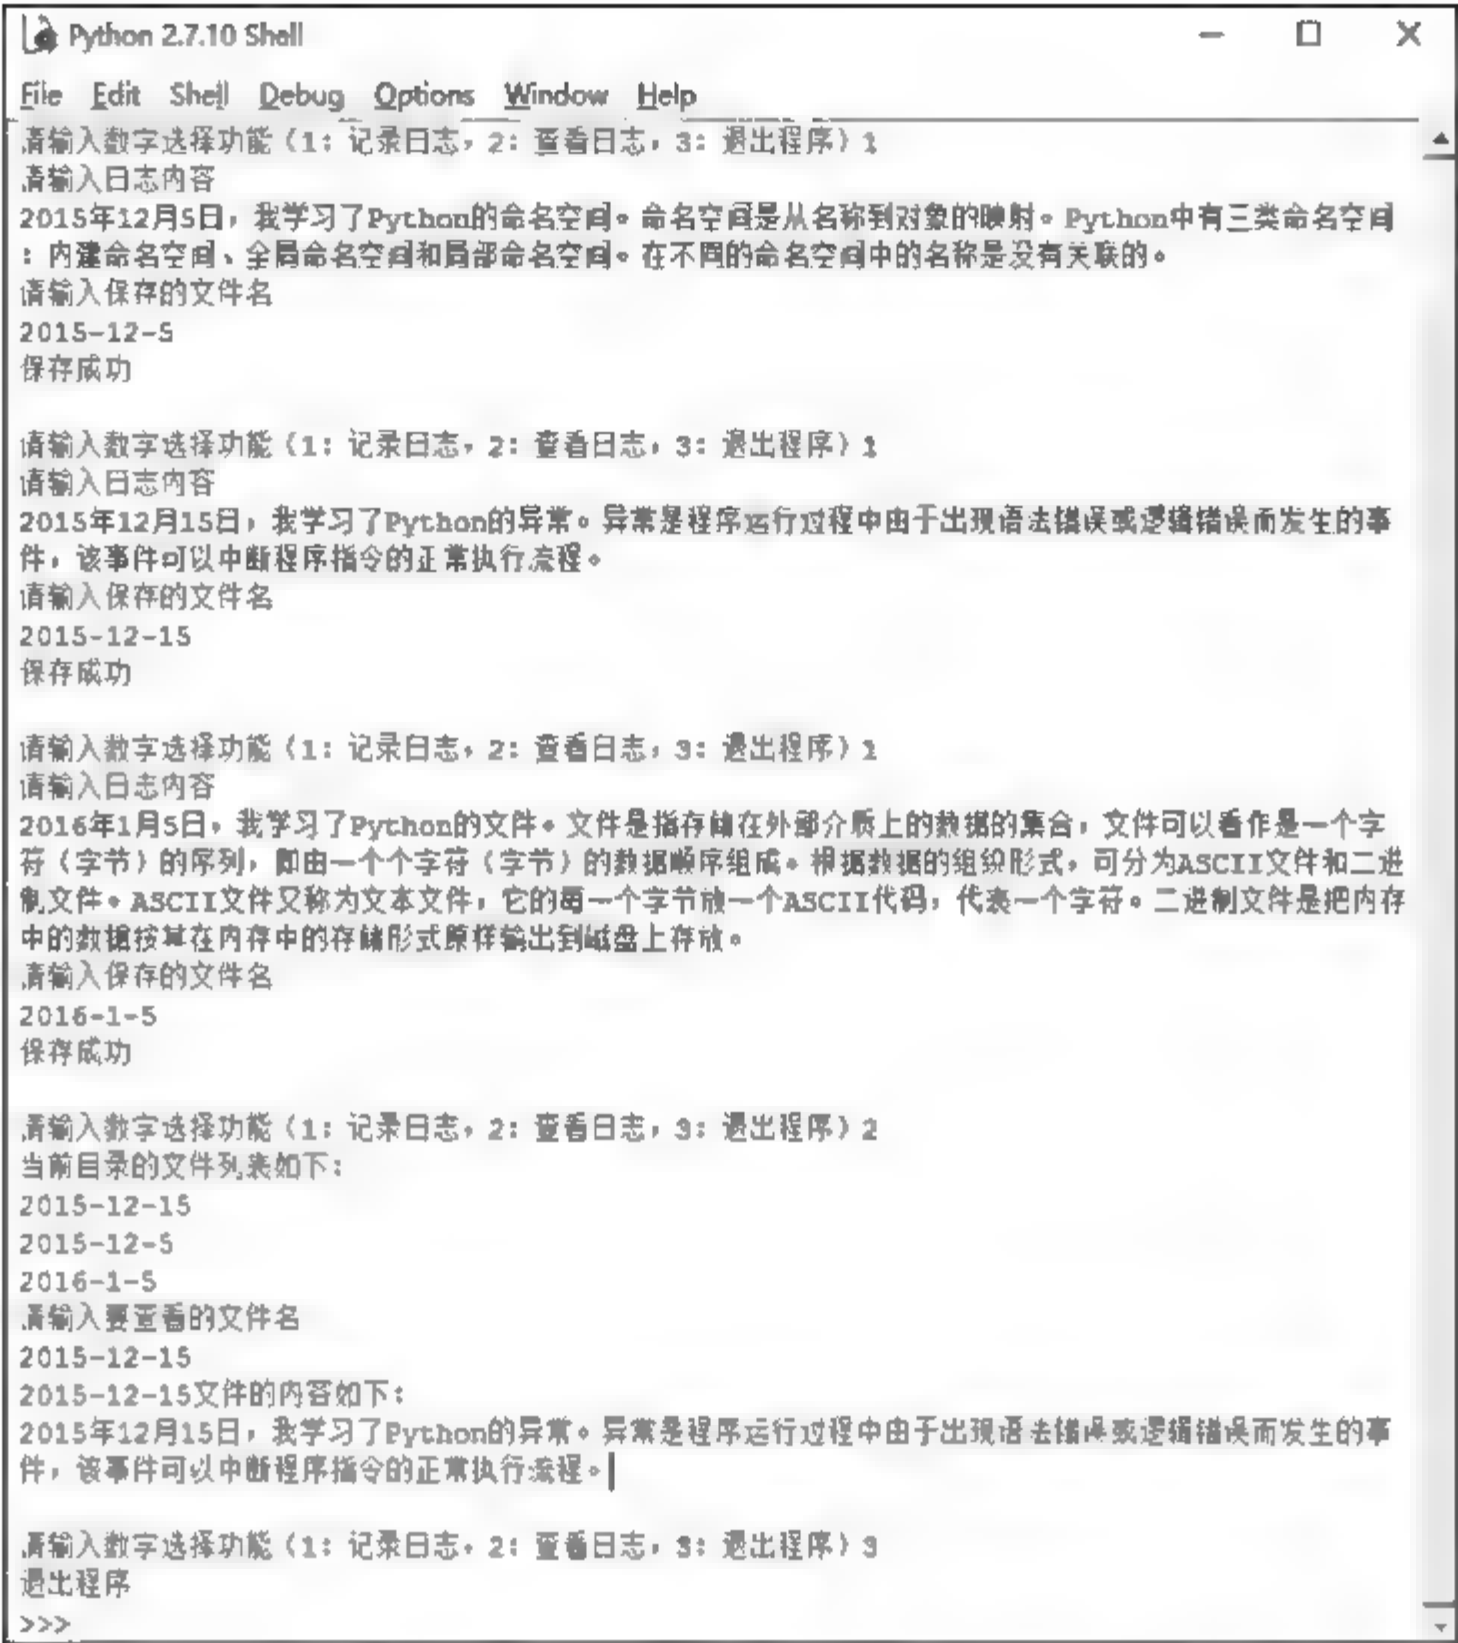 Python 2.7.10 Shell
File Edit Shell Debug Options Window Help
请输入数字选择功能（1：记录日志，2：查看日志，3：退出程序）1
请输入日志内容
2015年12月5日，我学习了Python的命名空间。命名空间是从名称到对象的映射。Python中有三类命名空间
：内建命名空间、全局命名空间和局部命名空间。在不同的命名空间中的名称是没有关联的。
请输入保存的文件名
2015-12-5
保存成功
请输入数字选择功能（1：记录日志，2：查看日志，3：退出程序）1
请输入日志内容
2015年12月15日，我学习了Python的异常。异常是程序运行过程中由于出现语法错误或逻辑错误而发生的事
件，该事件可以中断程序指令的正常执行流程。
请输入保存的文件名
2015-12-15
保存成功
请输入数字选择功能（1：记录日志，2：查看日志，3：退出程序）1
请输入日志内容
2016年1月5日，我学习了Python的文件。文件是指存储在外部介质上的数据的集合，文件可以看作是一个字
符（字节）的序列，即由一个个字符（字节）的数据顺序组成。根据数据的组织形式，可分为ASCII文件和二进
制文件。ASCII文件又称为文本文件，它的每一个字节放一个ASCII代码，代表一个字符。二进制文件是把内存
中的数据按其在内存中的存储形式原样输出到磁盘上存放。
请输入保存的文件名
2016-1-5
保存成功
请输入数字选择功能（1：记录日志，2：查看日志，3：退出程序）2
当前目录的文件列表如下：
2015-12-15
2015-12-5
2016-1-5
请输入要查看的文件名
2015-12-15
2015-12-15文件的内容如下：
2015年12月15日，我学习了Python的异常。异常是程序运行过程中由于出现语法错误或逻辑错误而发生的事
件，该事件可以中断程序指令的正常执行流程。
请输入数字选择功能（1：记录日志，2：查看日志，3：退出程序）3
退出程序
>>>